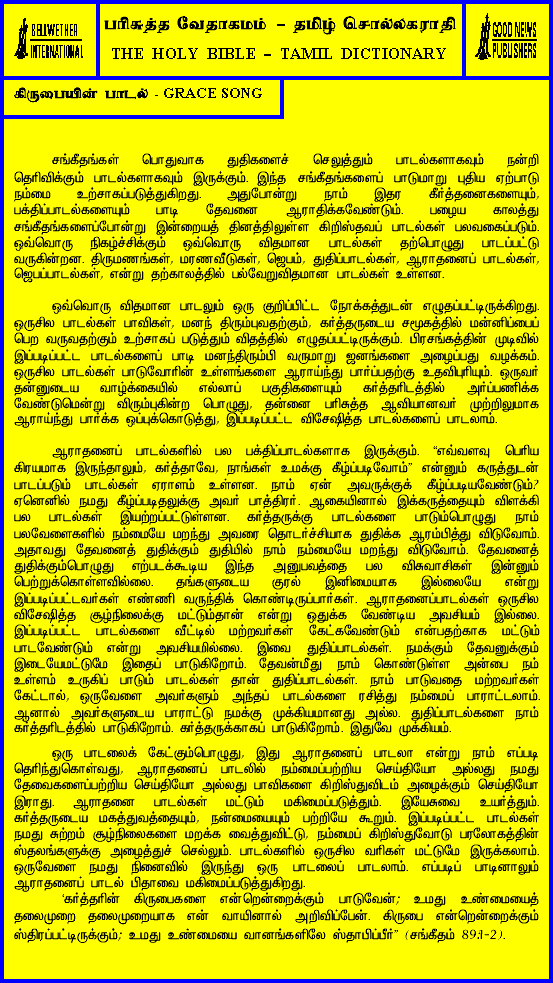 BELLWETHER
INTERNATIONAL
பரிசுத்த வேதாகமம் – தமிழ் சொல்லகராதி
THE HOLY BIBLE – TAMIL DICTIONARY
GOOD NEWS
PUBLISHERS
கிருபையின் பாடல் - GRACE SONG
சங்கீதங்கள் பொதுவாக துதிகளைச் செலுத்தும் பாடல்களாகவும் நன்றி
தெரிவிக்கும் பாடல்களாகவும் இருக்கும். இந்த சங்கீதங்களைப் பாடுமாறு புதிய ஏற்பாடு
நம்மை உற்சாகப்படுத்துகிறது. அதுபோன்று நாம் இதர கீர்த்தனைகளையும்,
பக்திப்பாடல்களையும் பாடி தேவனை ஆராதிக்கவேண்டும். பழைய காலத்து
சங்கீதங்களைப்போன்று இன்றையத் தினத்திலுள்ள கிறிஸ்தவப் பாடல்கள் பலவகைப்படும்.
ஒவ்வொரு நிகழ்ச்சிக்கும் ஒவ்வொரு விதமான பாடல்கள் தற்பொழுது பாடப்பட்டு
வருகின்றன. திருமணங்கள், மரணவீடுகள், ஜெபம், துதிப்பாடல்கள், ஆராதனைப் பாடல்கள்,
ஜெபப்பாடல்கள், என்று தற்காலத்தில் பல்வேறுவிதமான பாடல்கள் உள்ளன.
ஒவ்வொரு விதமான பாடலும் ஒரு குறிப்பிட்ட நோக்கத்துடன் எழுதப்பட்டிருக்கிறது.
ஒருசில பாடல்கள் பாவிகள், மனந் திரும்புவதற்கும், கர்த்தருடைய சமூகத்தில் மன்னிப்பைப்
பெற வருவதற்கும் உற்சாகப் படுத்தும் விதத்தில் எழுதப்பட்டிருக்கும். பிரசங்கத்தின் முடிவில்
இப்படிப்பட்ட பாடல்களைப் பாடி மனந்திரும்பி வருமாறு ஜனங்களை அழைப்பது வழக்கம்.
ஒருசில பாடல்கள் பாடுவோரின் உள்ளங்களை ஆராய்ந்து பார்ப்பதற்கு உதவிபுரியும். ஒருவர்
தன்னுடைய வாழ்க்கையில் எல்லாப் பகுதிகளையும் கர்த்தரிடத்தில் அர்ப்பணிக்க
வேண்டுமென்று விரும்புகின்ற பொழுது, தன்னை பரிசுத்த ஆவியானவர் முற்றிலுமாக
ஆராய்ந்து பார்க்க ஒப்புக்கொடுத்து, இப்படிப்பட்ட விசேஷித்த பாடல்களைப் பாடலாம்.
ஆராதனைப் பாடல்களில் பல பக்திப்பாடல்களாக இருக்கும். “எவ்வளவு பெரிய
கிரயமாக இருந்தாலும், கர்த்தாவே, நாங்கள் உமக்கு கீழ்ப்படிவோம்” என்னும் கருத்துடன்
பாடப்படும் பாடல்கள் ஏராளம் உள்ளன. நாம் ஏன் அவருக்குக் கீழ்ப்படியவேண்டும்?
ஏனெனில் நமது கீழ்ப்படிதலுக்கு அவர் பாத்திரர். ஆகையினால் இக்கருத்தையும் விளக்கி
பல பாடல்கள் இயற்றப்பட்டுள்ளன. கர்த்தருக்கு பாடல்களை பாடும்பொழுது நாம்
பலவேளைகளில் நம்மையே மறந்து அவரை தொடர்ச்சியாக துதிக்க ஆரம்பித்து விடுவோம்.
அதாவது தேவனைத் துதிக்கும் துதியில் நாம் நம்மையே மறந்து விடுவோம். தேவனைத்
துதிக்கும்பொழுது எற்படக்கூடிய இந்த அனுபவத்தை பல விசுவாசிகள் இன்னும்
பெற்றுக்கொள்ளவில்லை. தங்களுடைய குரல் இனிமையாக இல்லையே என்று
இப்படிப்பட்டவர்கள் எண்ணி வருந்திக் கொண்டிருப்பார்கள். ஆராதனைப்பாடல்கள் ஒருசில
விசேஷித்த சூழ்நிலைக்கு மட்டும்தான் என்று ஒதுக்க வேண்டிய அவசியம் இல்லை.
இப்படிப்பட்ட பாடல்களை வீட்டில் மற்றவர்கள் கேட்கவேண்டும் என்பதற்காக மட்டும்
பாடவேண்டும் என்று அவசியமில்லை. இவை துதிப்பாடல்கள். நமக்கும் தேவனுக்கும்
இடையேமட்டுமே இதைப் பாடுகிறோம். தேவன்மீது நாம் கொண்டுள்ள அன்பை நம்
உள்ளம் உருகிப் பாடும் பாடல்கள் தான் துதிப்பாடல்கள். நாம் பாடுவதை மற்றவர்கள்
கேட்டால், ஒருவேளை அவர்களும் அந்தப் பாடல்களை ரசித்து நம்மைப் பாராட்டலாம்.
ஆனால் அவர்களுடைய பாராட்டு நமக்கு முக்கியமானது அல்ல. துதிப்பாடல்களை நாம்
கர்த்தரிடத்தில் பாடுகிறோம். கர்த்தருக்காகப் பாடுகிறோம். இதுவே முக்கியம்.
ஒரு பாடலைக் கேட்கும்பொழுது, இது ஆராதனைப் பாடலா என்று நாம் எப்படி
தெரிந்துகொள்வது, ஆராதனைப் பாடலில் நம்மைப்பற்றிய செய்தியோ அல்லது நமது
தேவைகளைப்பற்றிய செய்தியோ அல்லது பாவிகளை கிறிஸ்துவிடம் அழைக்கும் செய்தியோ
இராது. ஆராதனை பாடல்கள் மட்டும் மகிமைப்படுத்தும். இயேசுவை உயர்த்தும்.
கர்த்தருடைய மகத்துவத்தையும், நன்மையையும் பற்றியே கூறும். இப்படிப்பட்ட பாடல்கள்
நமது சுற்றம் சூழ்நிலைகளை மறக்க வைத்துவிட்டு, நம்மைப் கிறிஸ்துவோடு பரலோகத்தின்
ஸ்தலங்களுக்கு அழைத்துச் செல்லும். பாடல்களில் ஒருசில வரிகள் மட்டுமே இருக்கலாம்.
ஒருவேளை நமது நினைவில் இருந்து ஒரு பாடலைப் பாடலாம். எப்படிப் பாடினாலும்
ஆராதனைப் பாடல் பிதாவை மகிமைப்படுத்துகிறது.
‘கர்த்தரின் கிருபைகளை என்றென்றைக்கும் பாடுவேன்; உமது உண்மையைத்
தலைமுறை தலைமுறையாக என் வாயினால் அறிவிப்பேன். கிருபை என்றென்றைக்கும்
ஸ்திரப்பட்டிருக்கும்; உமது உண்மையை வானங்களிலே ஸ்தாபிப்பீர்” (சங்கீதம் 89:1-2).